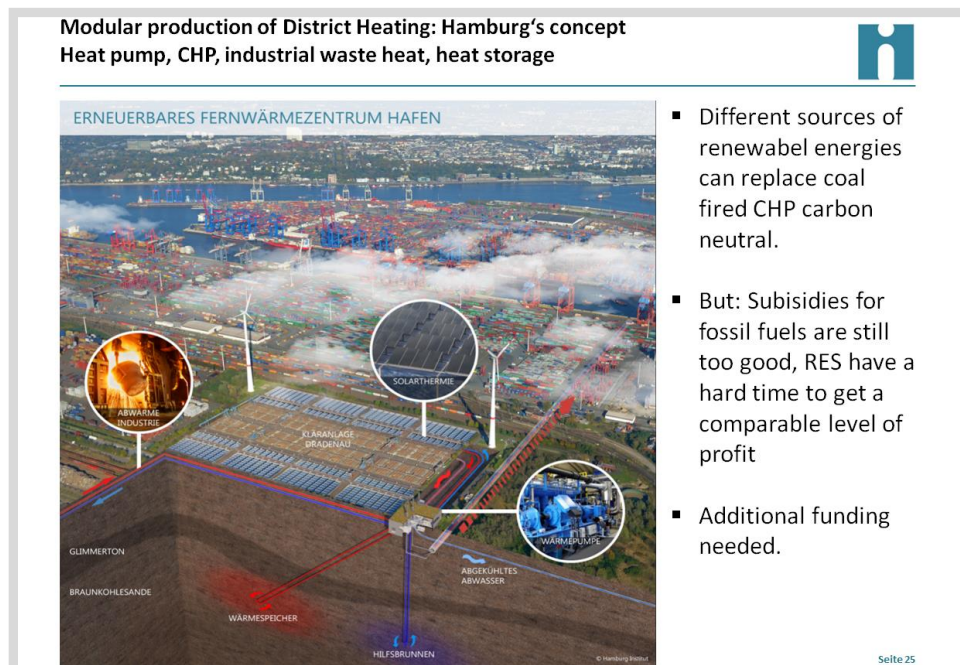 Modular production of District Heating: Hamburg‘s concept
Heat pump, CHP, industrial waste heat, heat storage
ERNEUERBARES FERNWÄRMEZENTRUM HAFEN
ABWÄRME
INDUSTRIE
SOLARTHERMIE
KLÄRANLAGE
DRADENAU
WÄRMEPUMPE
GLIMMERTON
BRAUNKOHLESANDE
ABGEKÜHLTES
ABWASSER
WÄRMESPEICHER
HILFSBRUNNEN
© Hamburg Institut
▪ Different sources of
renewabel energies
can replace coal
fired CHP carbon
neutral.
▪ But: Subisidies for
fossil fuels are still
too good, RES have a
hard time to get a
comparable level of
profit
▪ Additional funding
needed.
Seite 25